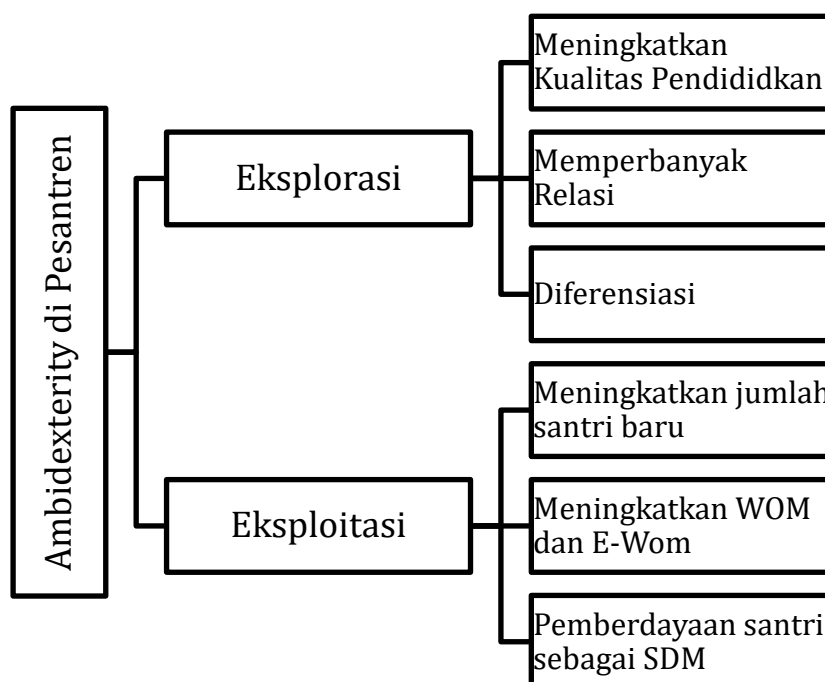 Ambidexterity di Pesantren
Eksplorasi
Meningkatkan
Kualitas Pendididkan
Memperbanyak
Relasi
Diferensiasi
Eksploitasi
Meningkatkan jumlah
santri baru
Meningkatkan WOM
dan E-Wom
Pemberdayaan santri
sebagai SDM